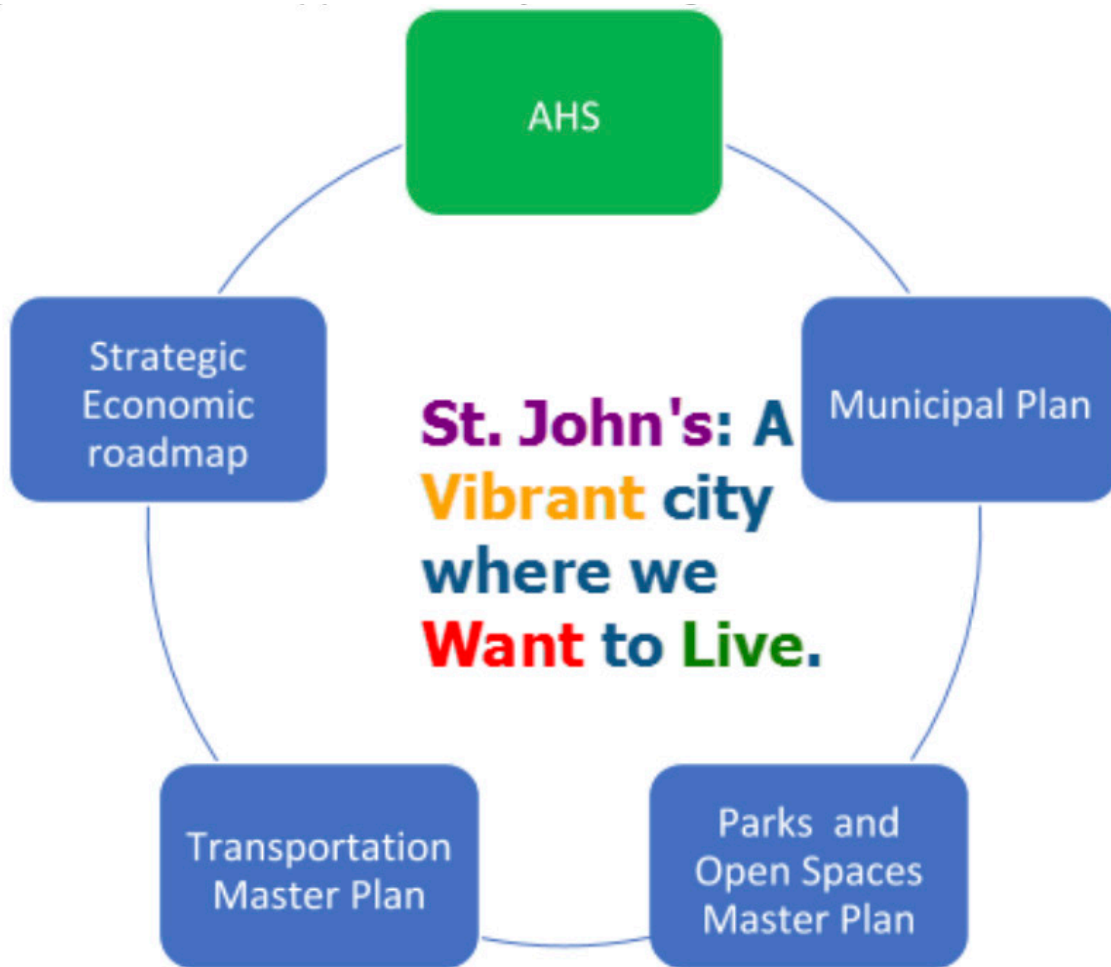 AHS
Strategic
Economic
roadmap
Municipal Plan
St. John's: A
Vibrant city
where we
Want to Live.
Transportation
Master Plan
Parks and
Open Spaces
Master Plan